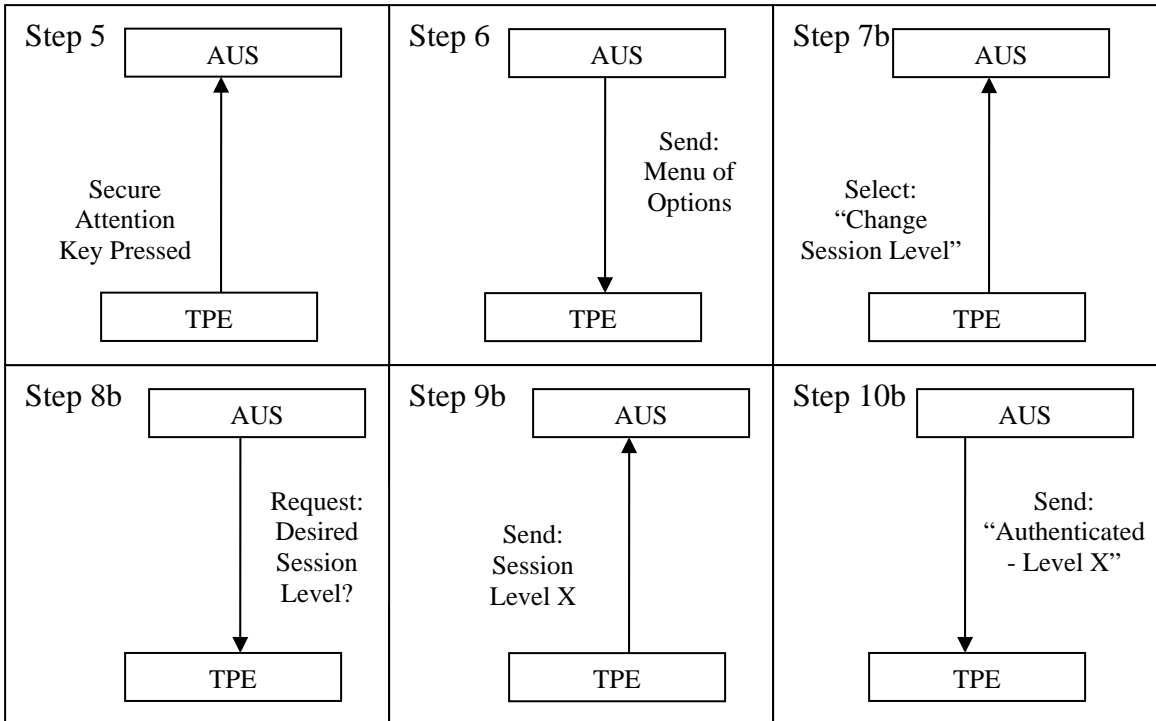 Step 5
AUS
Secure
Attention
Key Pressed
TPE
Step 6
AUS
Send:
Menu of
Options
TPE
Step 7b
AUS
Select:
“Change
Session Level”
TPE
Step 8b
AUS
Request:
Desired
Session
Level?
TPE
Step 9b
AUS
Send:
Session
Level X
TPE
Step 10b
AUS
Send:
“Authenticated
- Level X”
TPE